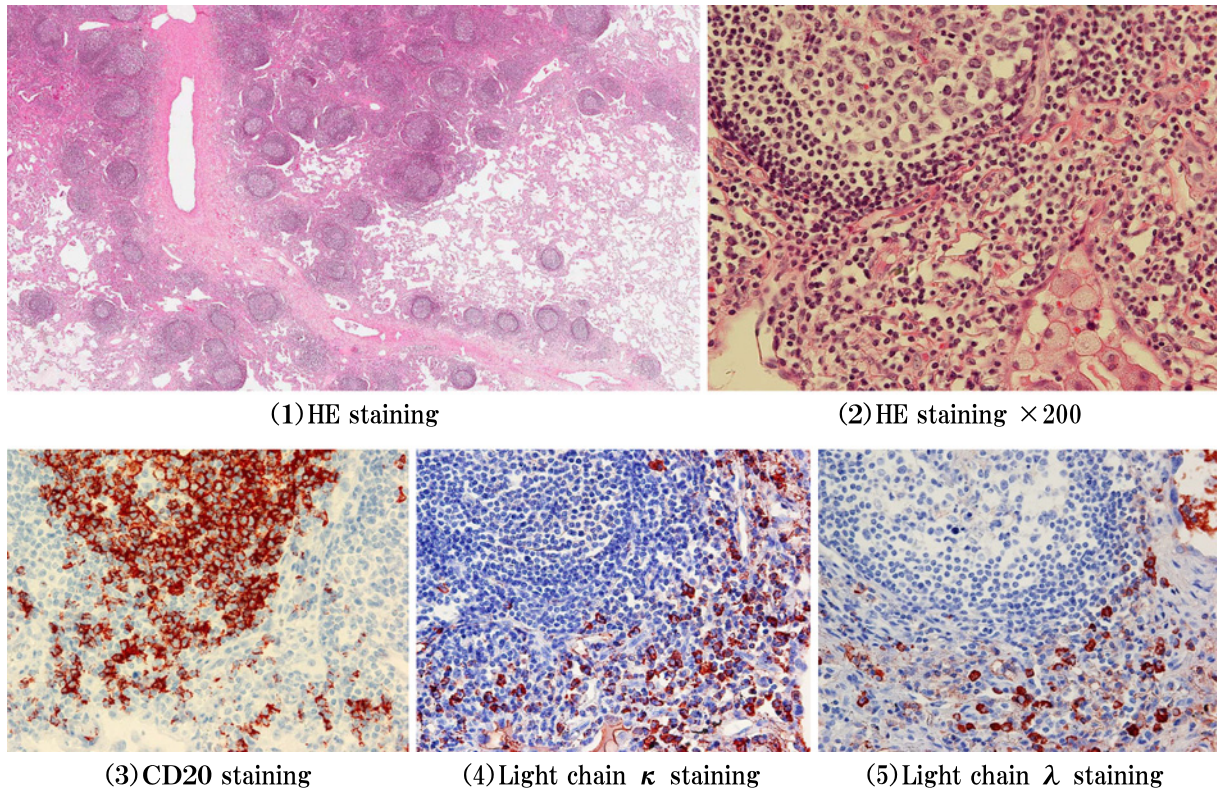 (1)HE staining
(2)HE staining ×200
(3)CD20 staining
(4)Light chain κ staining
(5)Light chain λ staining